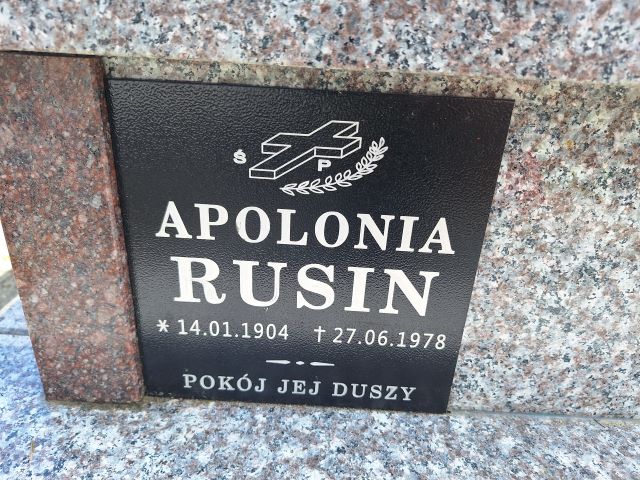 Ś P
APOLONIA
RUSIN
* 14.01.1904 † 27.06.1978
POKÓJ JEJ DUSZY